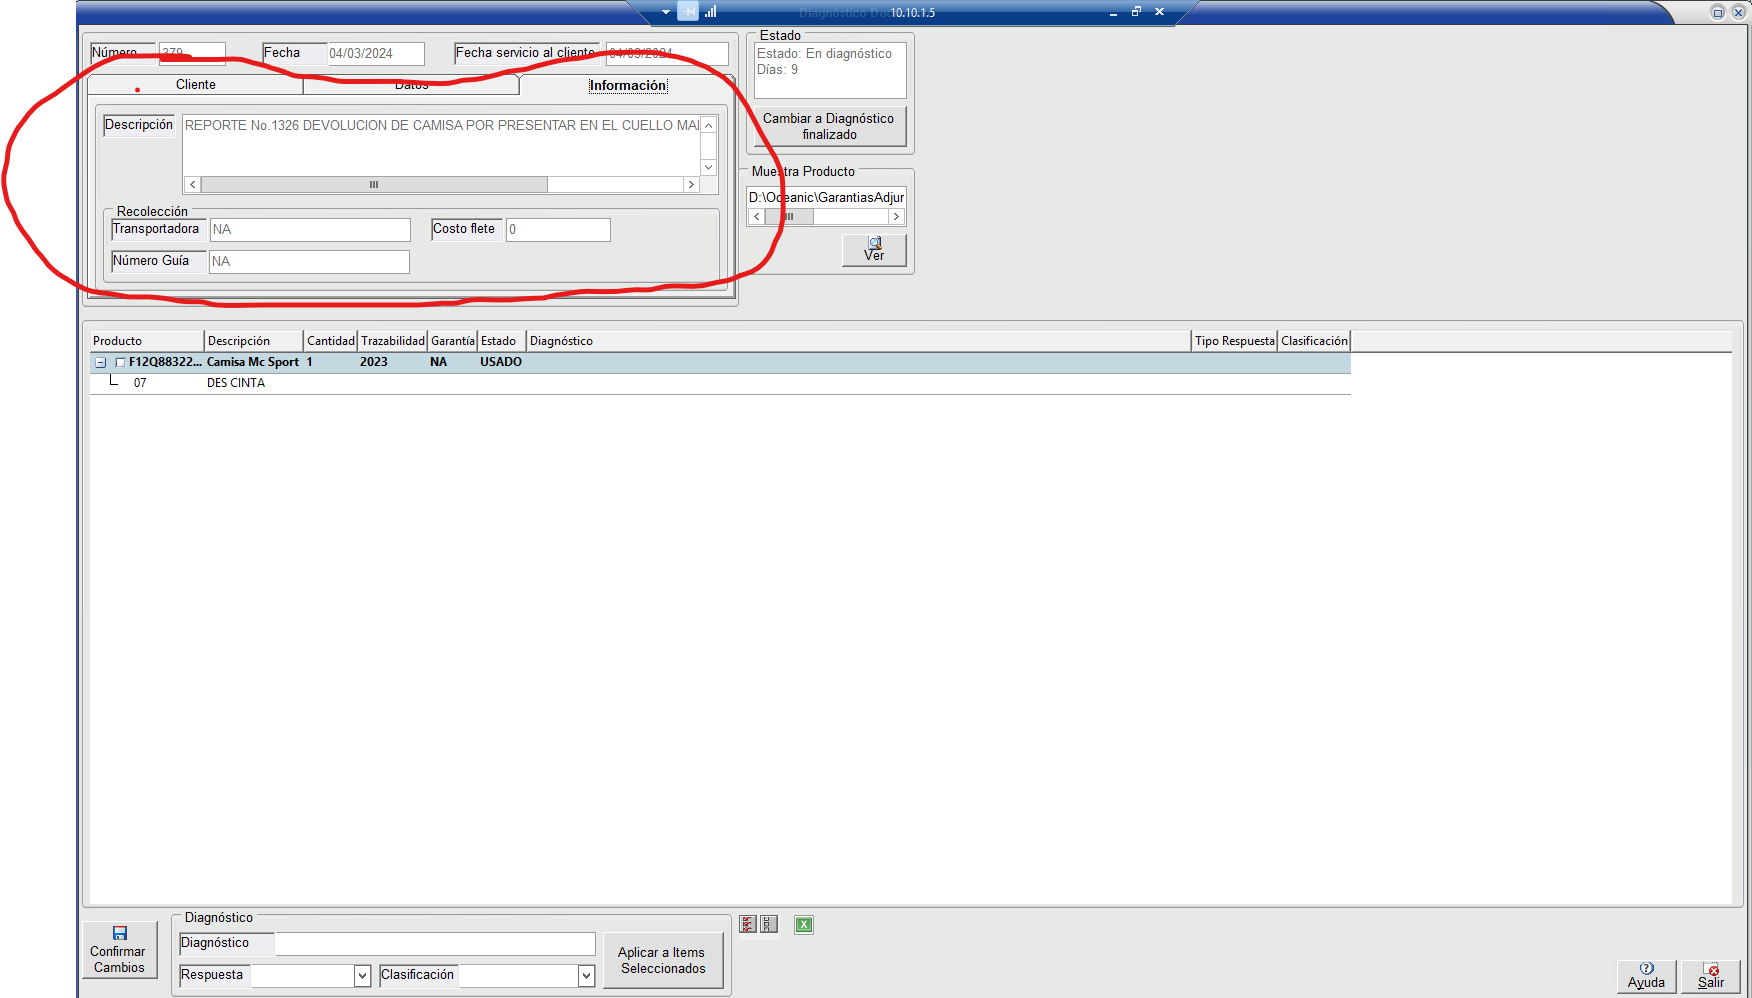 Diagnóstico Do 10.10.1.5
Número 379 Fecha 04/03/2024 Fecha servicio al cliente 04/03/2024
Estado
Estado: En diagnóstico
Días: 9
Cambiar a Diagnóstico
finalizado
Cliente Datos Información
Descripción REPORTE No.1326 DEVOLUCION DE CAMISA POR PRESENTAR EN EL CUELLO MAI
Muestra Producto
D:\Oceanic\GarantiasAdjur
Ver
Recolección
Transportadora NA Costo flete 0
Número Guía NA
Producto Descripción Cantidad Trazabilidad Garantía Estado Diagnóstico Tipo Respuesta Clasificación
F12Q88322... Camisa Mc Sport 1 2023 NA USADO
07 DES CINTA
Confirmar
Cambios
Diagnóstico
Diagnóstico
Respuesta Clasificación
Aplicar a Items
Seleccionados
Ayuda Salir